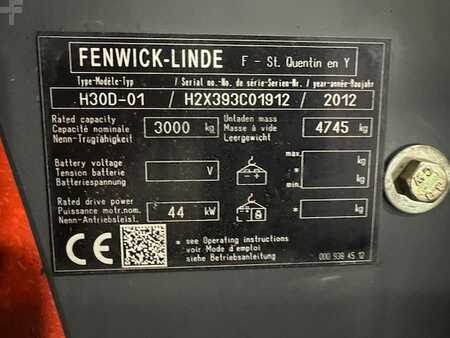 FENWICK-LINDE F - St. Quentin en Y
Type-Modèle-Typ / Serial no.-No. de série-Serien-Nr. / year-année-Baujahr
H30D-01 / H2X393C01912 / 2012
Rated capacity
Capacité nominale 3000 kg
Nenn-Tragfähigkeit
Unladen mass
Masse à vide 4745 kg
Leergewicht
Battery voltage
Tension batterie V
Batteriespannung
max. kg
=
min. kg
Rated drive power
Puissance motr.nom. 44 kW
Nenn-Antriebsleist.
L = kg
CE
see Operating instructions
voir Mode d'emploi
siehe Betriebsanleitung
000 938 45 12